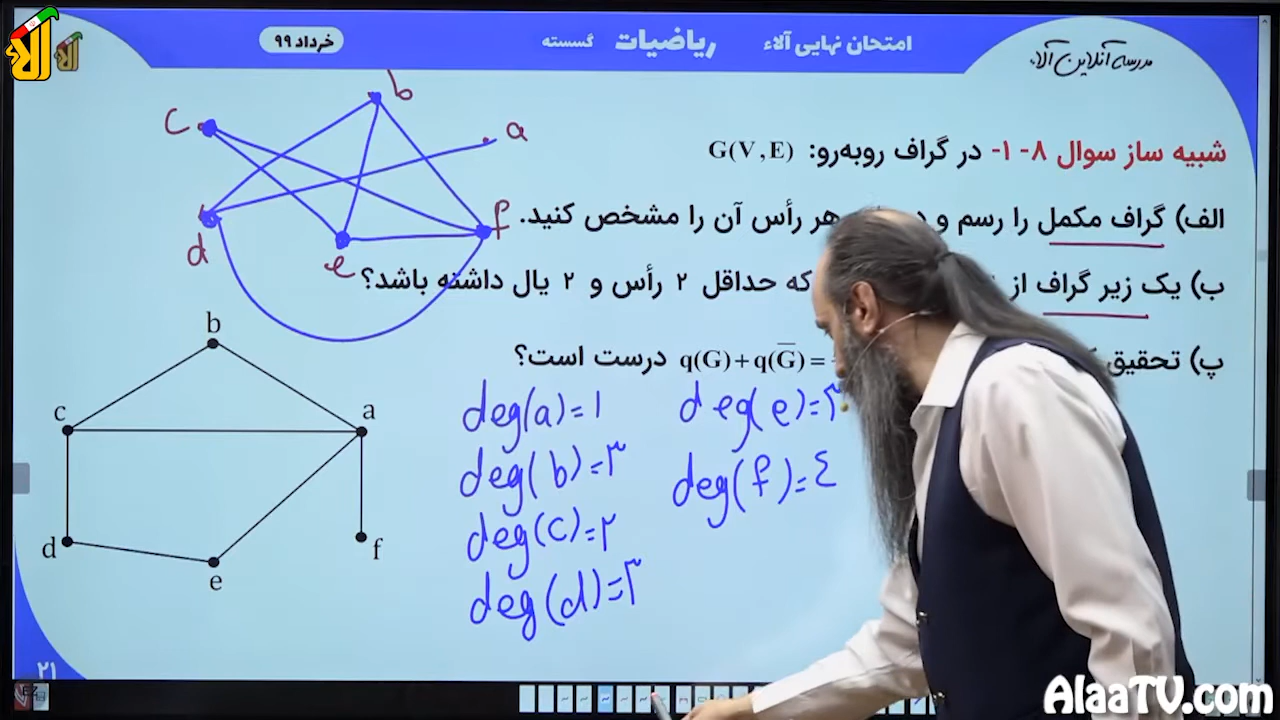 امتحان نهایی آلاء ریاضیات گسسته خرداد ۹۹
مدرسه آنلاین آلاء
شبیه ساز سوال ۸- ۱- در گراف روبه‌رو: G(V,E)
الف) گراف مکمل را رسم و هر رأس آن را مشخص کنید.
ب) یک زیر گراف از که حداقل ۲ رأس و ۲ یال داشته باشد؟
پ) تحقیق q(G)+q(G̅)= درست است؟
b
a
c
f
d
e
b
c
a
d
f
e
deg(a)=۱
deg(b)=۳
deg(c)=۲
deg(d)=۳
deg(e)=۳
deg(f)=٤
۲۱
AlaaTV.com